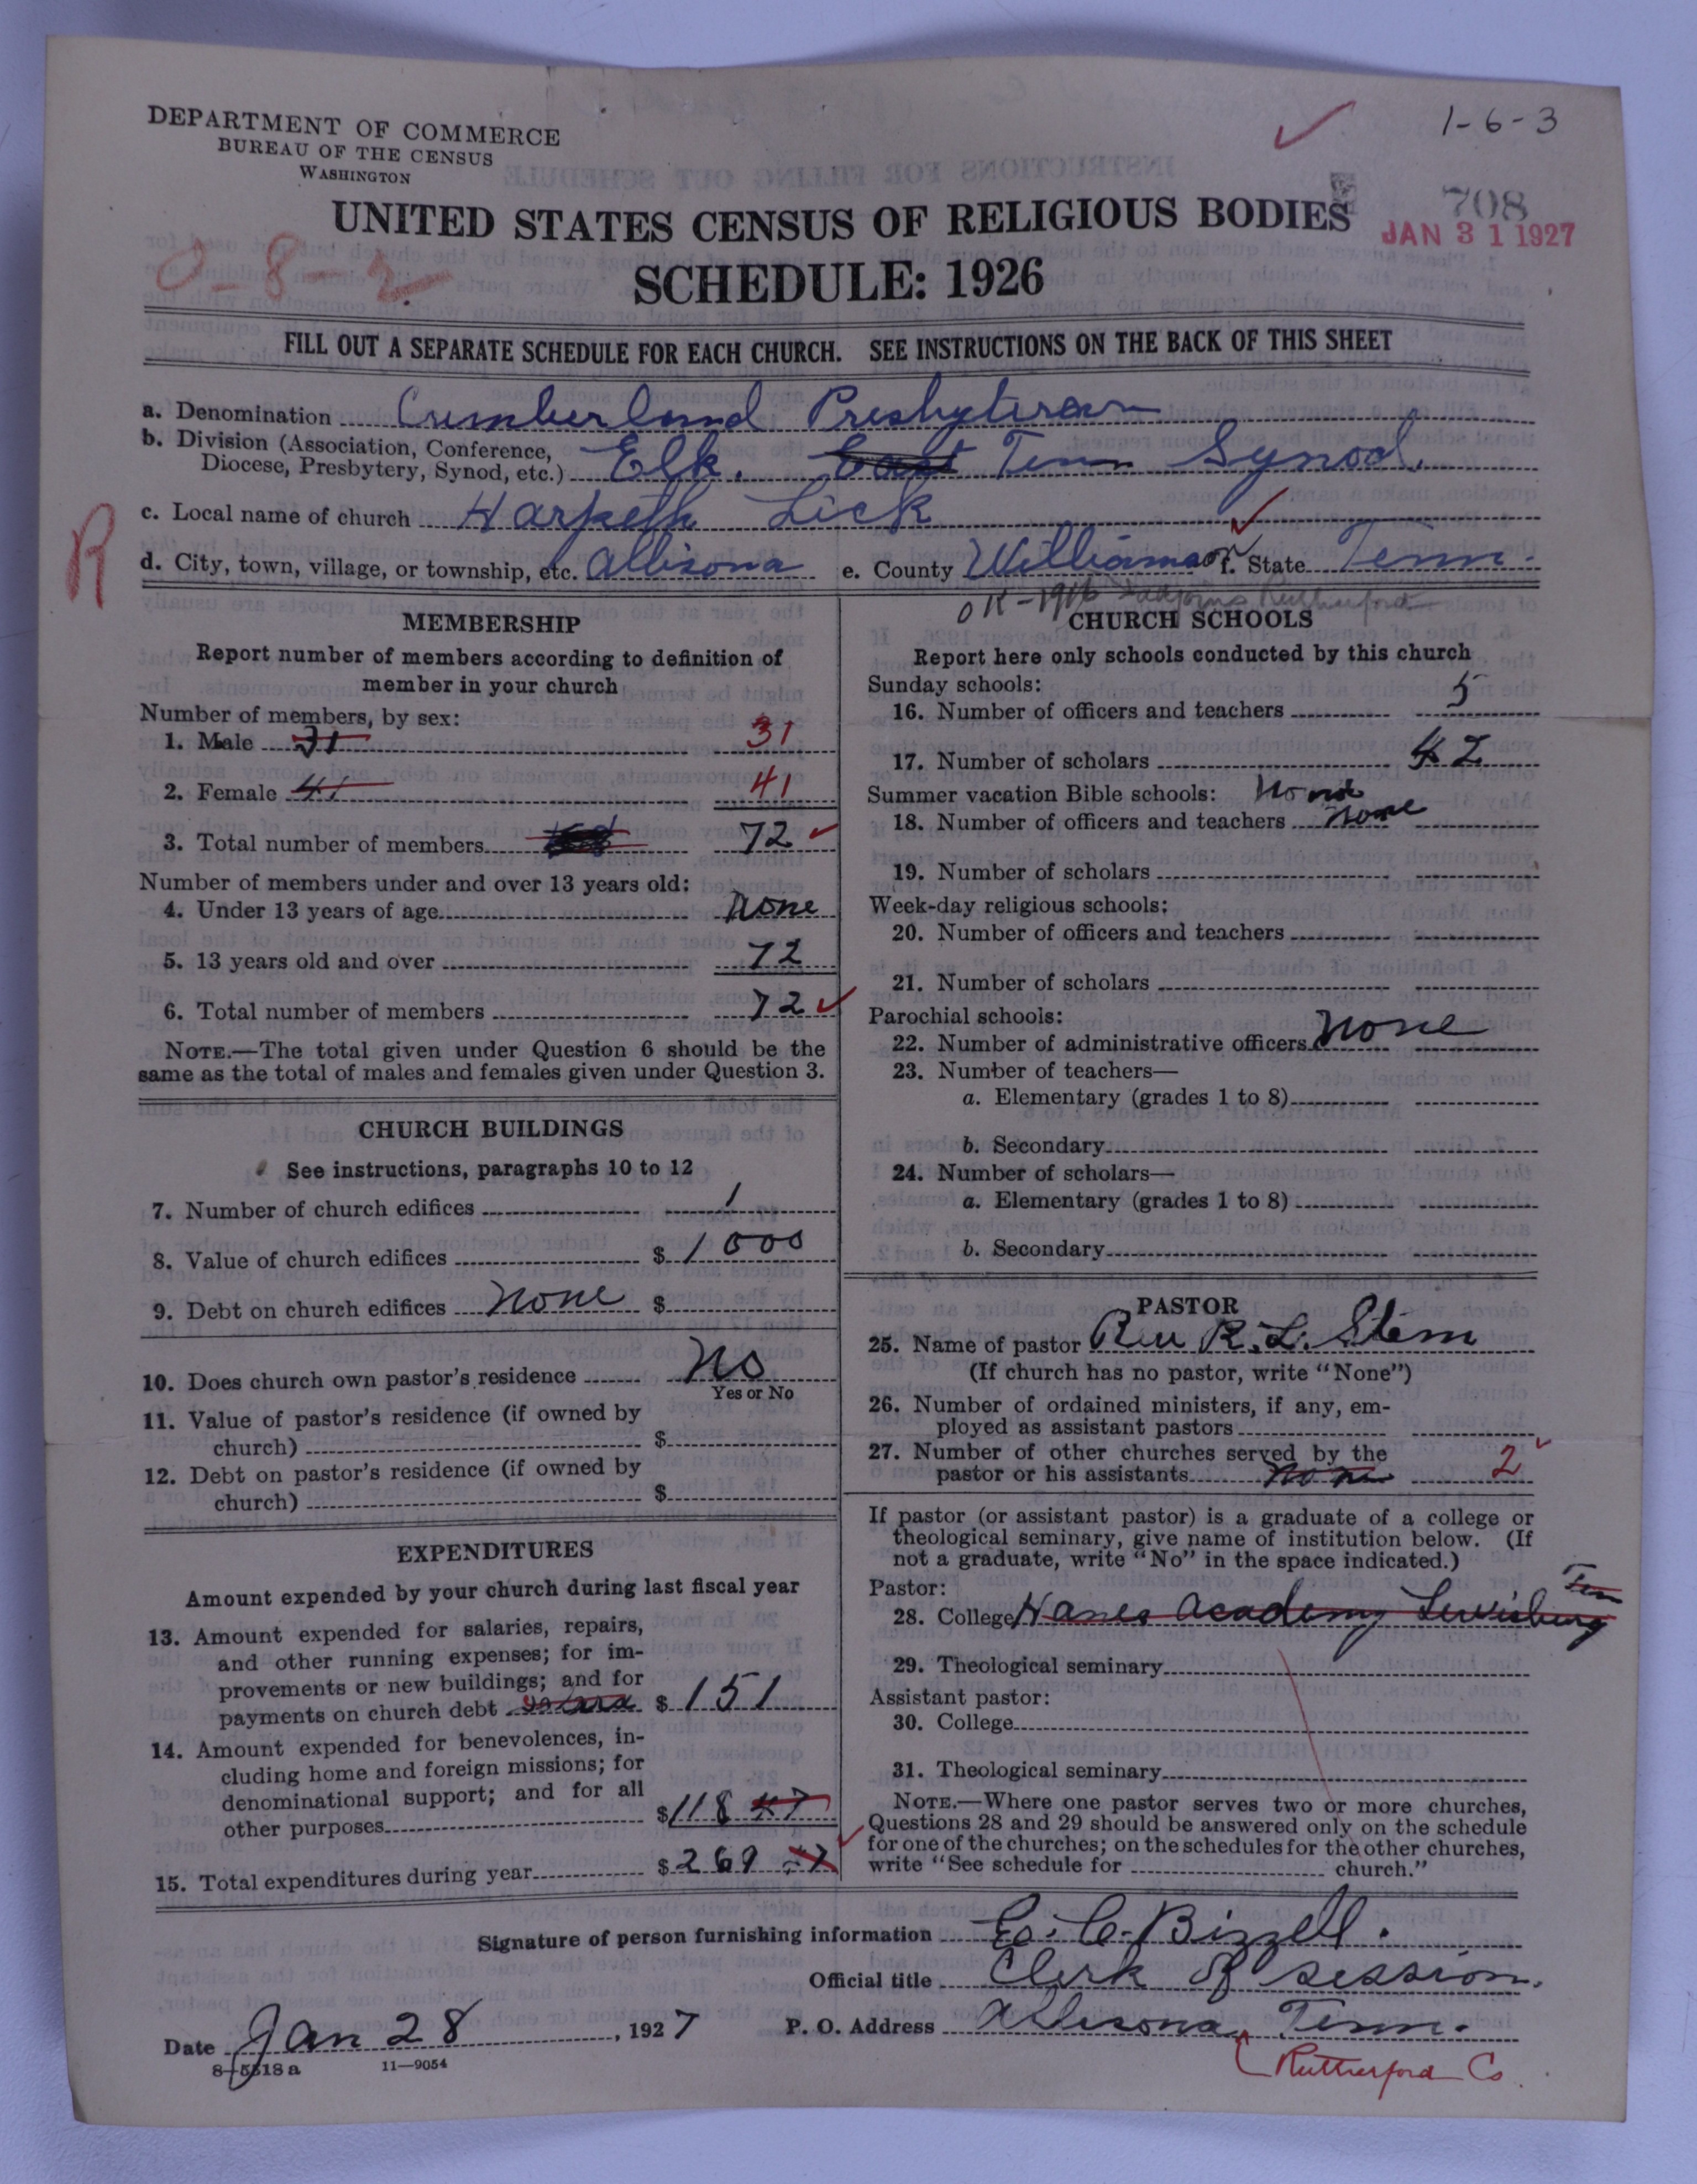 DEPARTMENT OF COMMERCE
BUREAU OF THE CENSUS
WASHINGTON
1-6-3
708
JAN 31 1927
UNITED STATES CENSUS OF RELIGIOUS BODIES
0-8-2
SCHEDULE: 1926
FILL OUT A SEPARATE SCHEDULE FOR EACH CHURCH. SEE INSTRUCTIONS ON THE BACK OF THIS SHEET
a. Denomination Cumberland Presbyterian
b. Division (Association, Conference,
Diocese, Presbytery, Synod, etc.) Elk. East Tenn Synod.
R
c. Local name of church Harpeth Lick
d. City, town, village, or township, etc. Allisona e. County Williamson f. State Tenn.
OK-1916 adjoins Rutherford
MEMBERSHIP
Report number of members according to definition of
member in your church
Number of members, by sex:
1. Male 31 31
2. Female 41 41
3. Total number of members 72
Number of members under and over 13 years old:
4. Under 13 years of age none
5. 13 years old and over 72
6. Total number of members 72
NOTE.—The total given under Question 6 should be the
same as the total of males and females given under Question 3.
CHURCH BUILDINGS
See instructions, paragraphs 10 to 12
7. Number of church edifices 1
8. Value of church edifices $ 1000
9. Debt on church edifices none $
10. Does church own pastor's residence no
Yes or No
11. Value of pastor's residence (if owned by
church) $
12. Debt on pastor's residence (if owned by
church) $
EXPENDITURES
Amount expended by your church during last fiscal year
13. Amount expended for salaries, repairs,
and other running expenses; for im-
provements or new buildings; and for
payments on church debt $ 151
14. Amount expended for benevolences, in-
cluding home and foreign missions; for
denominational support; and for all
other purposes $ 118 47
15. Total expenditures during year $ 269 47
CHURCH SCHOOLS
Report here only schools conducted by this church
Sunday schools:
16. Number of officers and teachers 5
17. Number of scholars 42
Summer vacation Bible schools: None
18. Number of officers and teachers none
19. Number of scholars
Week-day religious schools:
20. Number of officers and teachers
21. Number of scholars
Parochial schools:
22. Number of administrative officers none
23. Number of teachers—
a. Elementary (grades 1 to 8)
b. Secondary
24. Number of scholars—
a. Elementary (grades 1 to 8)
b. Secondary
PASTOR
25. Name of pastor Rev R. L. Stem
(If church has no pastor, write "None")
26. Number of ordained ministers, if any, em-
ployed as assistant pastors
27. Number of other churches served by the
pastor or his assistants none 2
If pastor (or assistant pastor) is a graduate of a college or
theological seminary, give name of institution below. (If
not a graduate, write "No" in the space indicated.)
Pastor:
28. College Hanes Academy Lewisburg Ten
29. Theological seminary
Assistant pastor:
30. College
31. Theological seminary
NOTE.—Where one pastor serves two or more churches,
Questions 28 and 29 should be answered only on the schedule
for one of the churches; on the schedules for the other churches,
write "See schedule for church."
Signature of person furnishing information E. C. Bizzell.
Official title Clerk of session.
Date Jan 28, 1927 P. O. Address Allisona, Tenn.
8-5518a 11-9054
Rutherford Co.